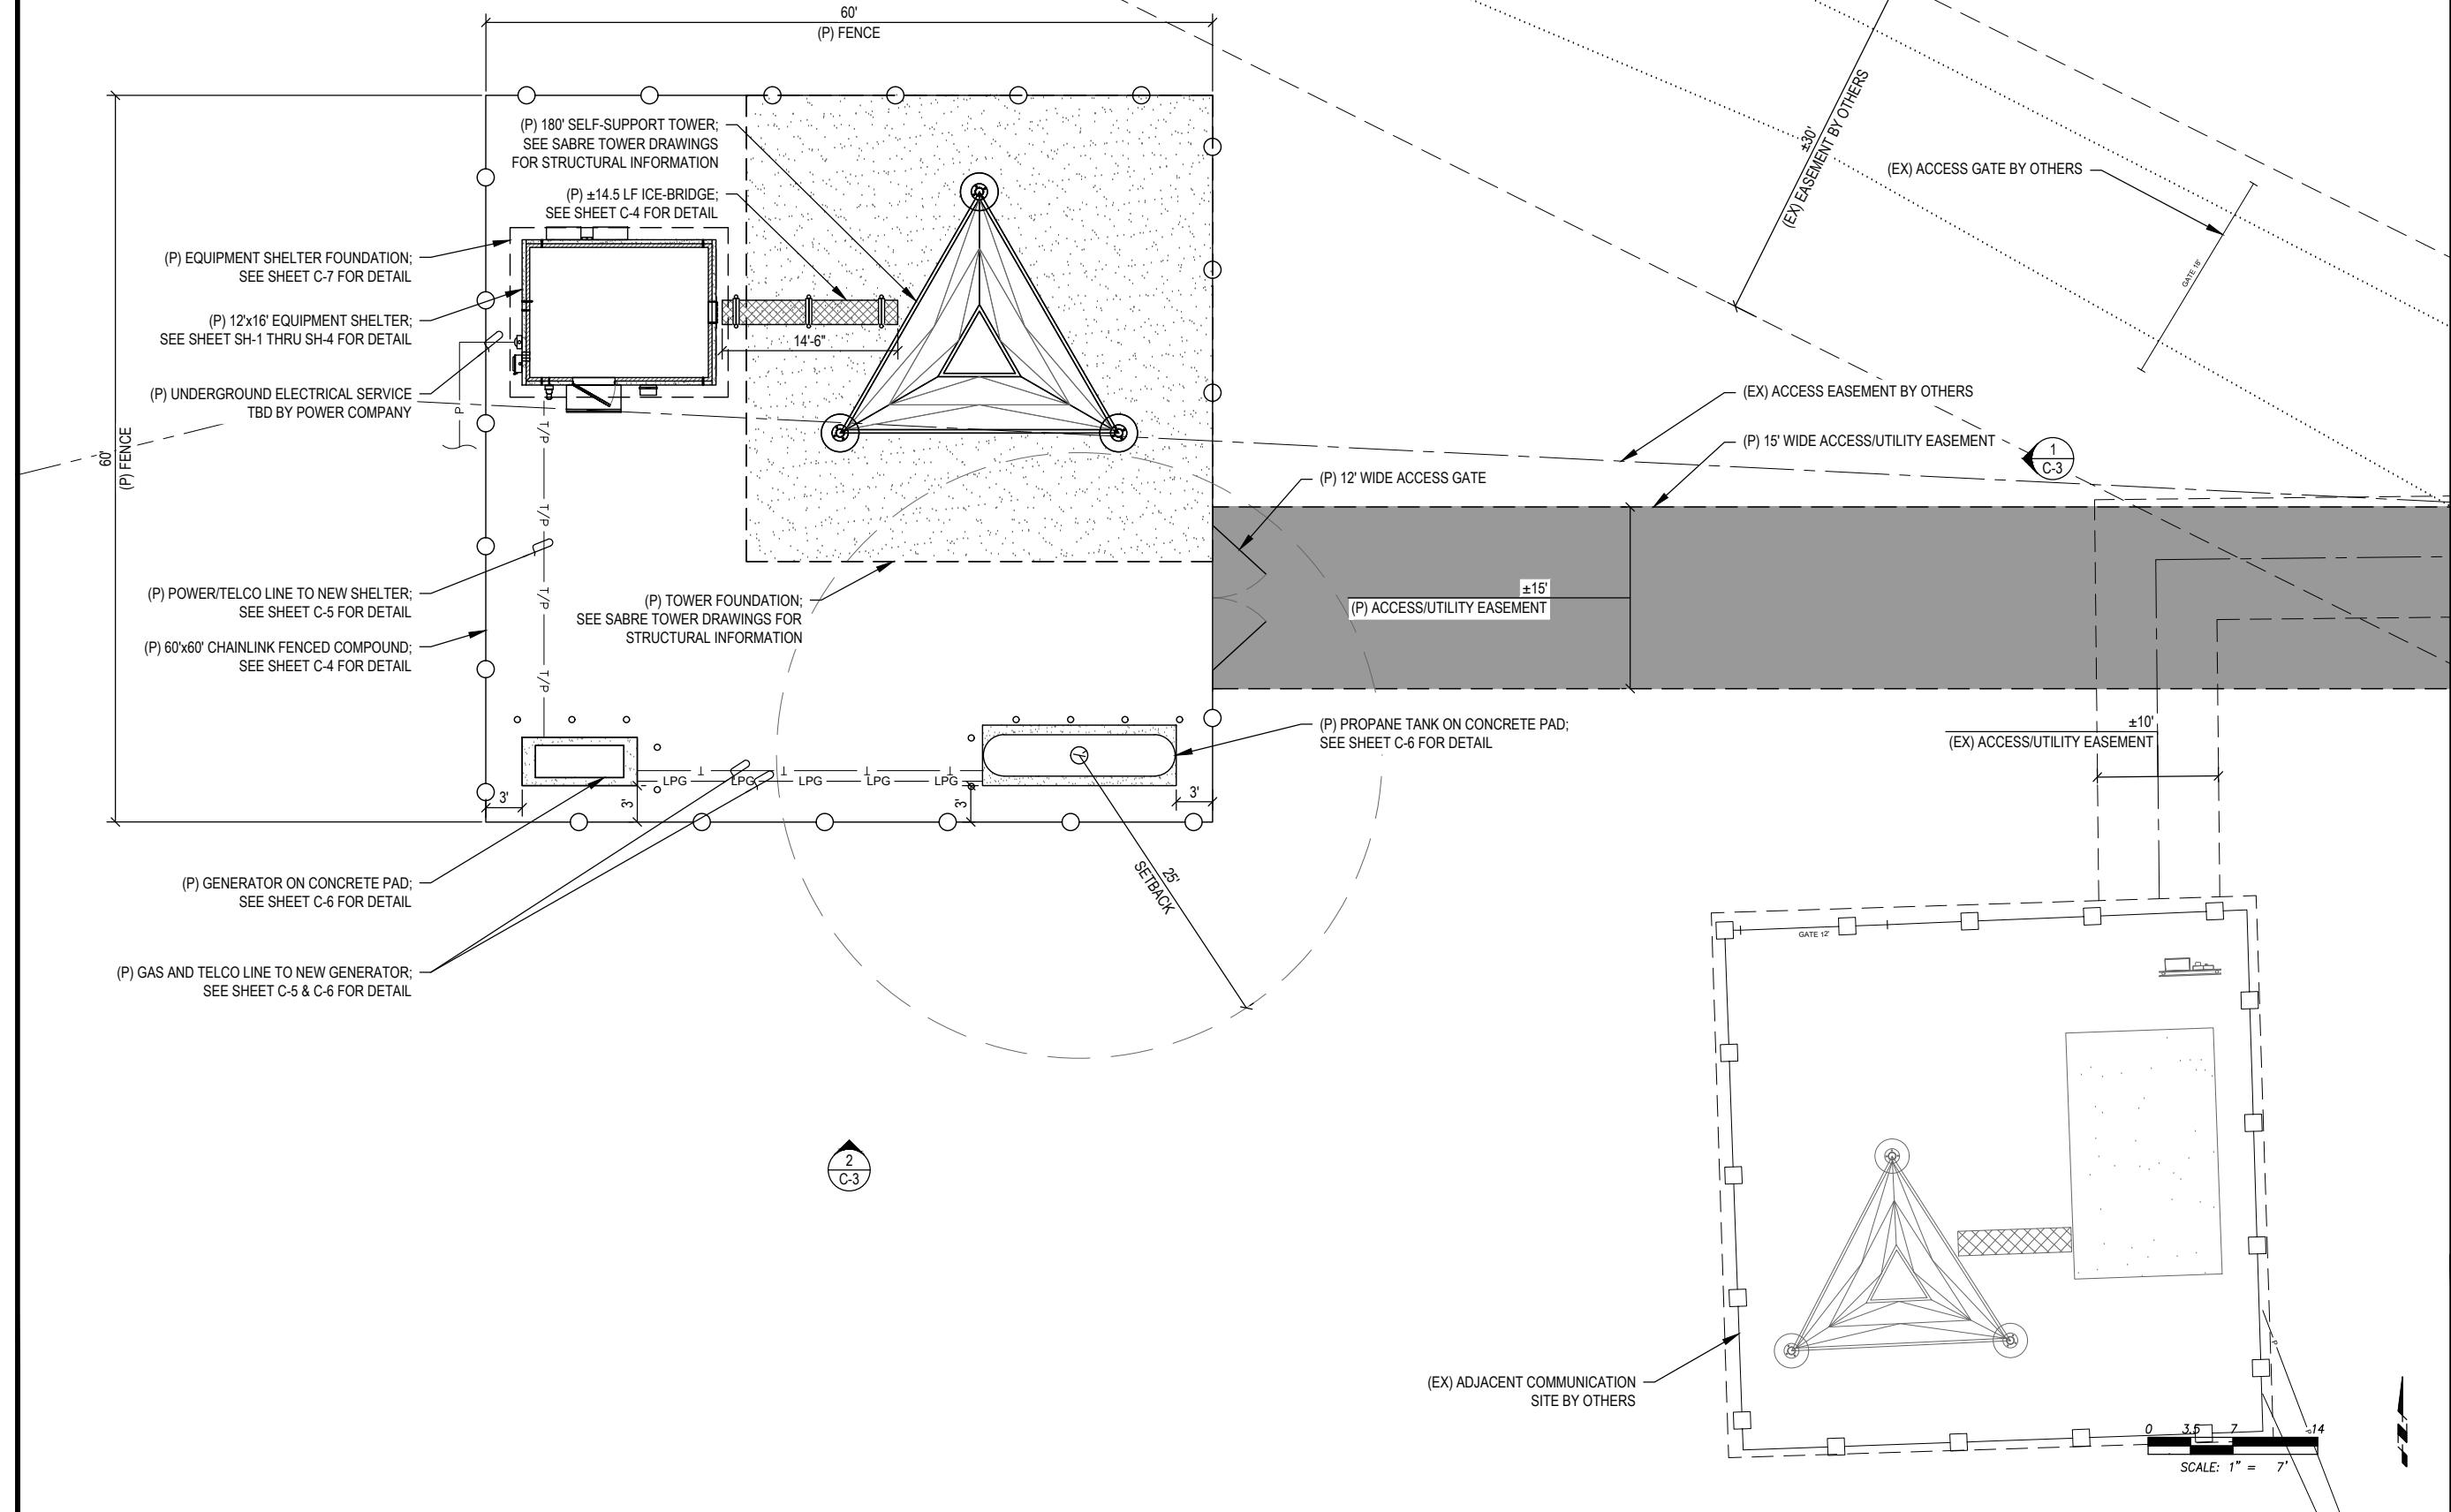 60'
(P) FENCE
(P) 180' SELF-SUPPORT TOWER;
SEE SABRE TOWER DRAWINGS
FOR STRUCTURAL INFORMATION
(P) ±14.5 LF ICE-BRIDGE;
SEE SHEET C-4 FOR DETAIL
(P) EQUIPMENT SHELTER FOUNDATION;
SEE SHEET C-7 FOR DETAIL
(P) 12'x16' EQUIPMENT SHELTER;
SEE SHEET SH-1 THRU SH-4 FOR DETAIL
(P) UNDERGROUND ELECTRICAL SERVICE
TBD BY POWER COMPANY
14'-6"
P
60'
(P) FENCE
T/P
T/P
T/P
T/P
(P) POWER/TELCO LINE TO NEW SHELTER;
SEE SHEET C-5 FOR DETAIL
(P) 60'x60' CHAINLINK FENCED COMPOUND;
SEE SHEET C-4 FOR DETAIL
(P) TOWER FOUNDATION;
SEE SABRE TOWER DRAWINGS FOR
STRUCTURAL INFORMATION
±30'
(EX) EASEMENT BY OTHERS
(EX) ACCESS GATE BY OTHERS
GATE 18'
(EX) ACCESS EASEMENT BY OTHERS
(P) 15' WIDE ACCESS/UTILITY EASEMENT
1
C-3
(P) 12' WIDE ACCESS GATE
±15'
(P) ACCESS/UTILITY EASEMENT
(P) PROPANE TANK ON CONCRETE PAD;
SEE SHEET C-6 FOR DETAIL
±10'
(EX) ACCESS/UTILITY EASEMENT
T
T
T
T
LPG
LPG
LPG
LPG
LPG
3'
3'
3'
3'
(P) GENERATOR ON CONCRETE PAD;
SEE SHEET C-6 FOR DETAIL
25'
SETBACK
(P) GAS AND TELCO LINE TO NEW GENERATOR;
SEE SHEET C-5 & C-6 FOR DETAIL
GATE 12'
2
C-3
(EX) ADJACENT COMMUNICATION
SITE BY OTHERS
P
P
0 3.5 7 14
SCALE: 1" = 7'